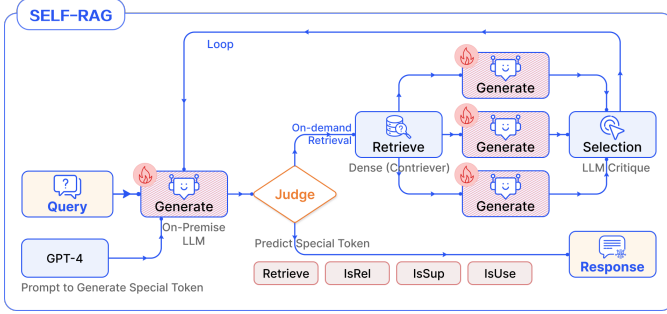 SELF-RAG
Loop
Generate
On-demand
Retrieval
Retrieve
Generate
Selection
Dense (Contriever)
LLM Critique
Query
Generate
Judge
Generate
On-Premise
LLM
GPT-4
Predict Special Token
Response
Prompt to Generate Special Token
Retrieve
IsRel
IsSup
IsUse